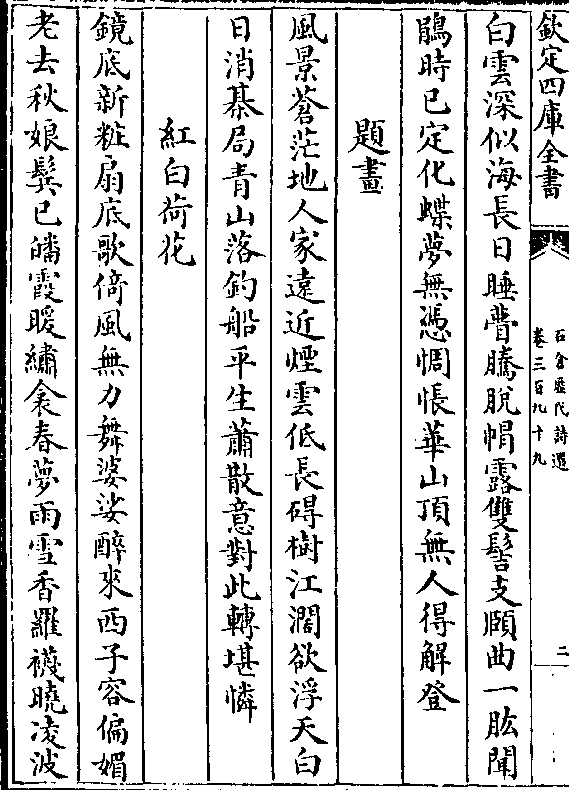 欽定四庫全書
石倉歷代詩選
卷三百九十九
二
白雲深似海長日睡瞢騰脫帽露雙髻支頤曲一肱聞
鵑時已定化蝶夢無憑惆悵華山頂無人得解登
題畫
風景蒼茫地人家遠近煙雲低長碍樹江濶欲浮天白
日消棊局青山落釣船平生蕭散意對此轉堪憐
紅白荷花
鏡底新粧扇底歌倚風無力舞婆娑醉來西子容偏媚
老去秋娘鬓已皤霞暖繡衾春夢雨雪香羅襪曉凌波